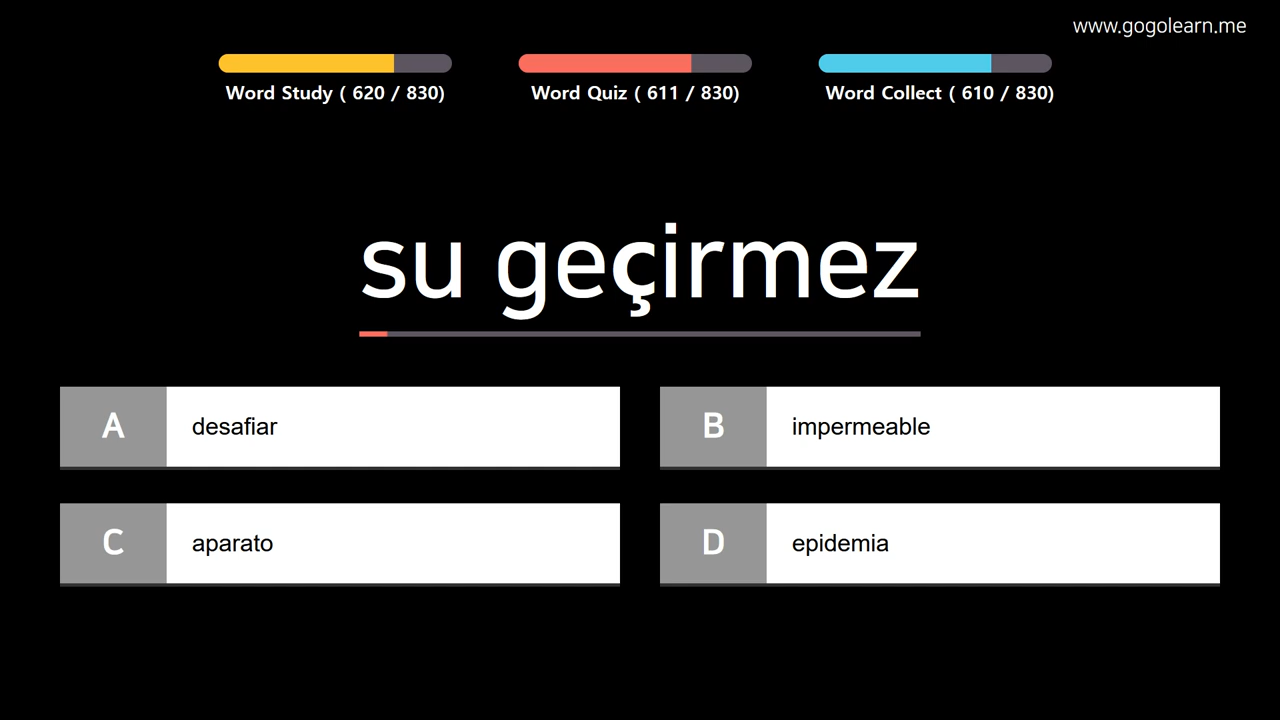 www.gogolearn.me
Word Study ( 620 / 830)
Word Quiz ( 611 / 830)
Word Collect ( 610 / 830)
su geçirmez
A desafiar
B impermeable
C aparato
D epidemia